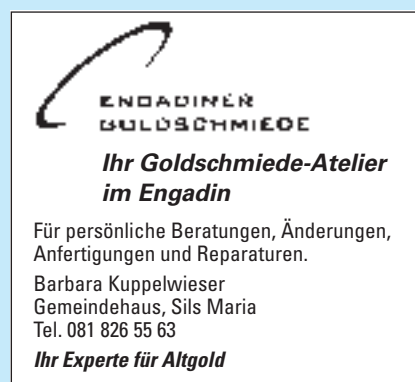 ENGADINER
GOLDSCHMIEDE
Ihr Goldschmiede-Atelier
im Engadin
Für persönliche Beratungen, Änderungen,
Anfertigungen und Reparaturen.
Barbara Kuppelwieser
Gemeindehaus, Sils Maria
Tel. 081 826 55 63
Ihr Experte für Altgold